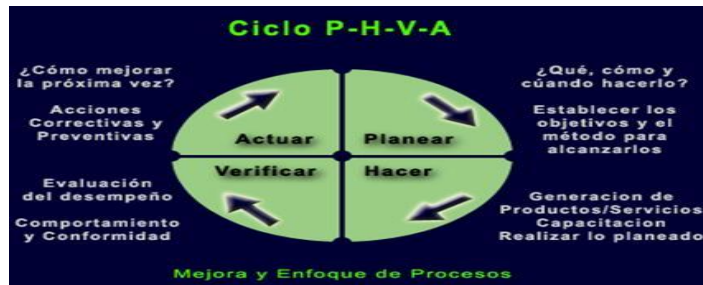 Ciclo P-H-V-A
¿Cómo mejorar
la próxima vez?
Acciones
Correctivas y
Preventivas
¿Qué, cómo y
cúando hacerlo?
Establecer los
objetivos y el
método para
alcanzarlos
Actuar
Planear
Verificar
Hacer
Evaluación
del desempeño
Comportamiento
y Conformidad
Generacion de
Productos/Servicios
Capacitacion
Realizar lo planeado
Mejora y Enfoque de Procesos